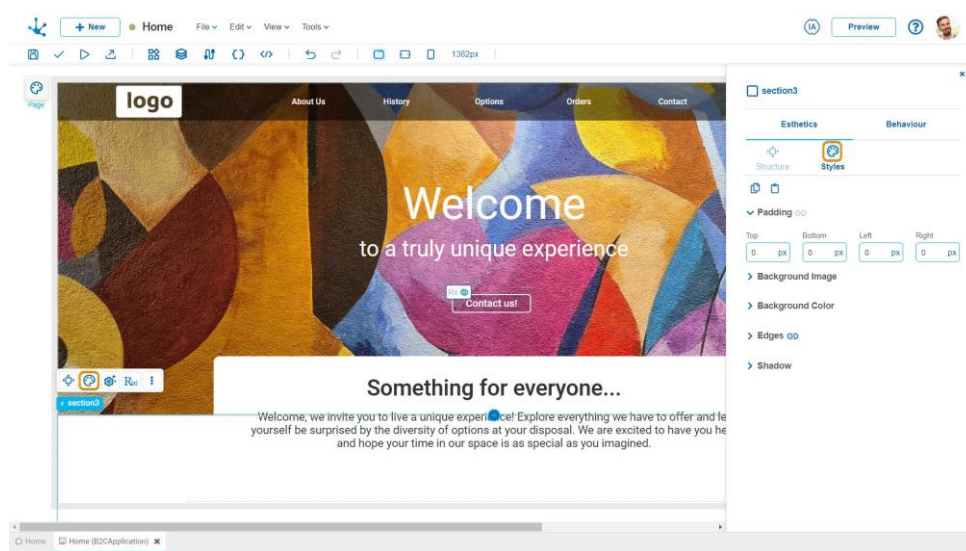 + New
Home
File
Edit
View
Tools
IA
Preview
?
1382px
Page
logo
About Us
History
Options
Orders
Contact
Welcome
to a truly unique experience
Rx
Contact us!
R(x)
section3
Something for everyone...
Welcome, we invite you to live a unique experience! Explore everything we have to offer and le
yourself be surprised by the diversity of options at your disposal. We are excited to have you he
and hope your time in our space is as special as you imagined.
section3
Esthetics
Behaviour
Structure
Styles
Padding
Top
Bottom
Left
Right
0 px
0 px
0 px
0 px
Background Image
Background Color
Edges
Shadow
Home
Home (B2CApplication)